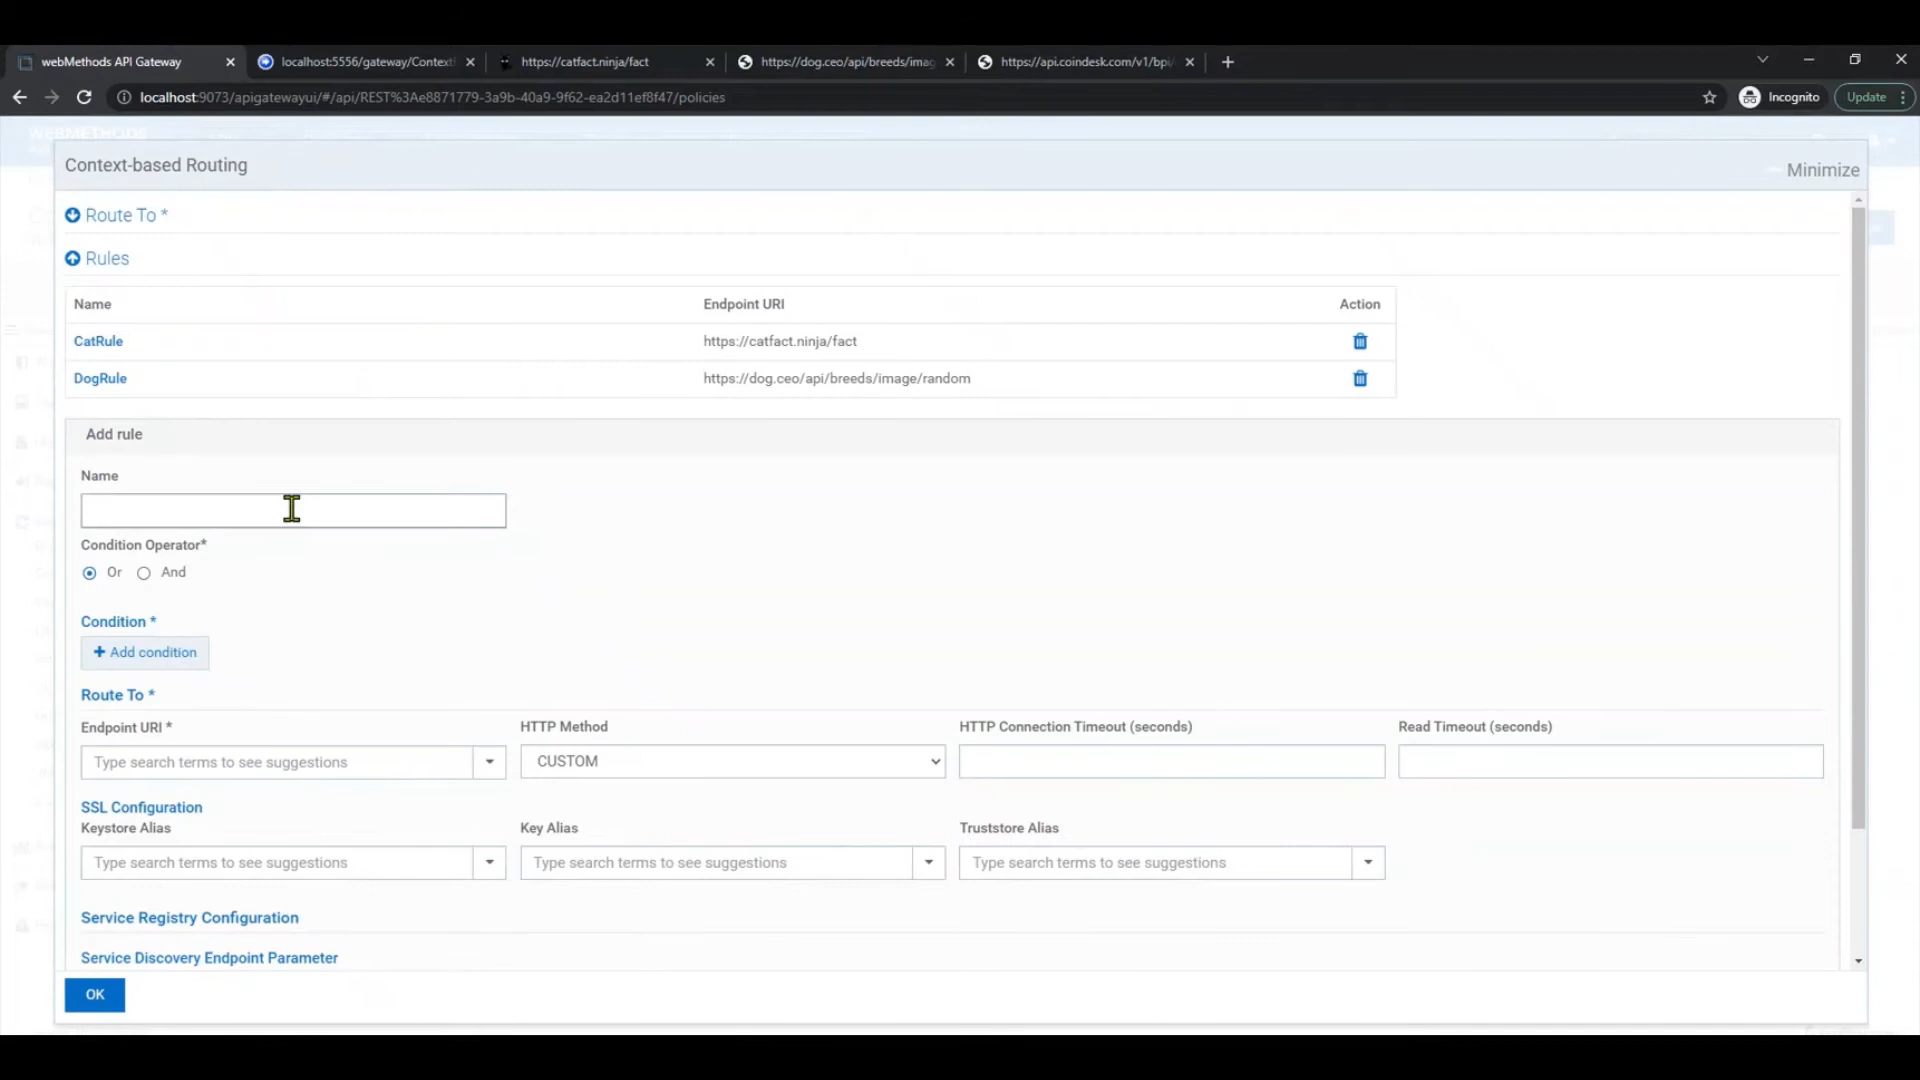 webMethods API Gateway
localhost:5556/gateway/Context
https://catfact.ninja/fact
https://dog.ceo/api/breeds/imag
https://api.coindesk.com/v1/bpi/
localhost:9073/apigatewayui/#/api/REST%3Ae8871779-3a9b-40a9-9f62-ea2d11ef8f47/policies
Incognito
Update
Context-based Routing
Minimize
Route To *
Rules
Name Endpoint URI Action
CatRule https://catfact.ninja/fact
DogRule https://dog.ceo/api/breeds/image/random
Add rule
Name
Condition Operator*
Or And
Condition *
+ Add condition
Route To *
Endpoint URI * HTTP Method HTTP Connection Timeout (seconds) Read Timeout (seconds)
Type search terms to see suggestions CUSTOM
SSL Configuration
Keystore Alias Key Alias Truststore Alias
Type search terms to see suggestions Type search terms to see suggestions Type search terms to see suggestions
Service Registry Configuration
Service Discovery Endpoint Parameter
OK